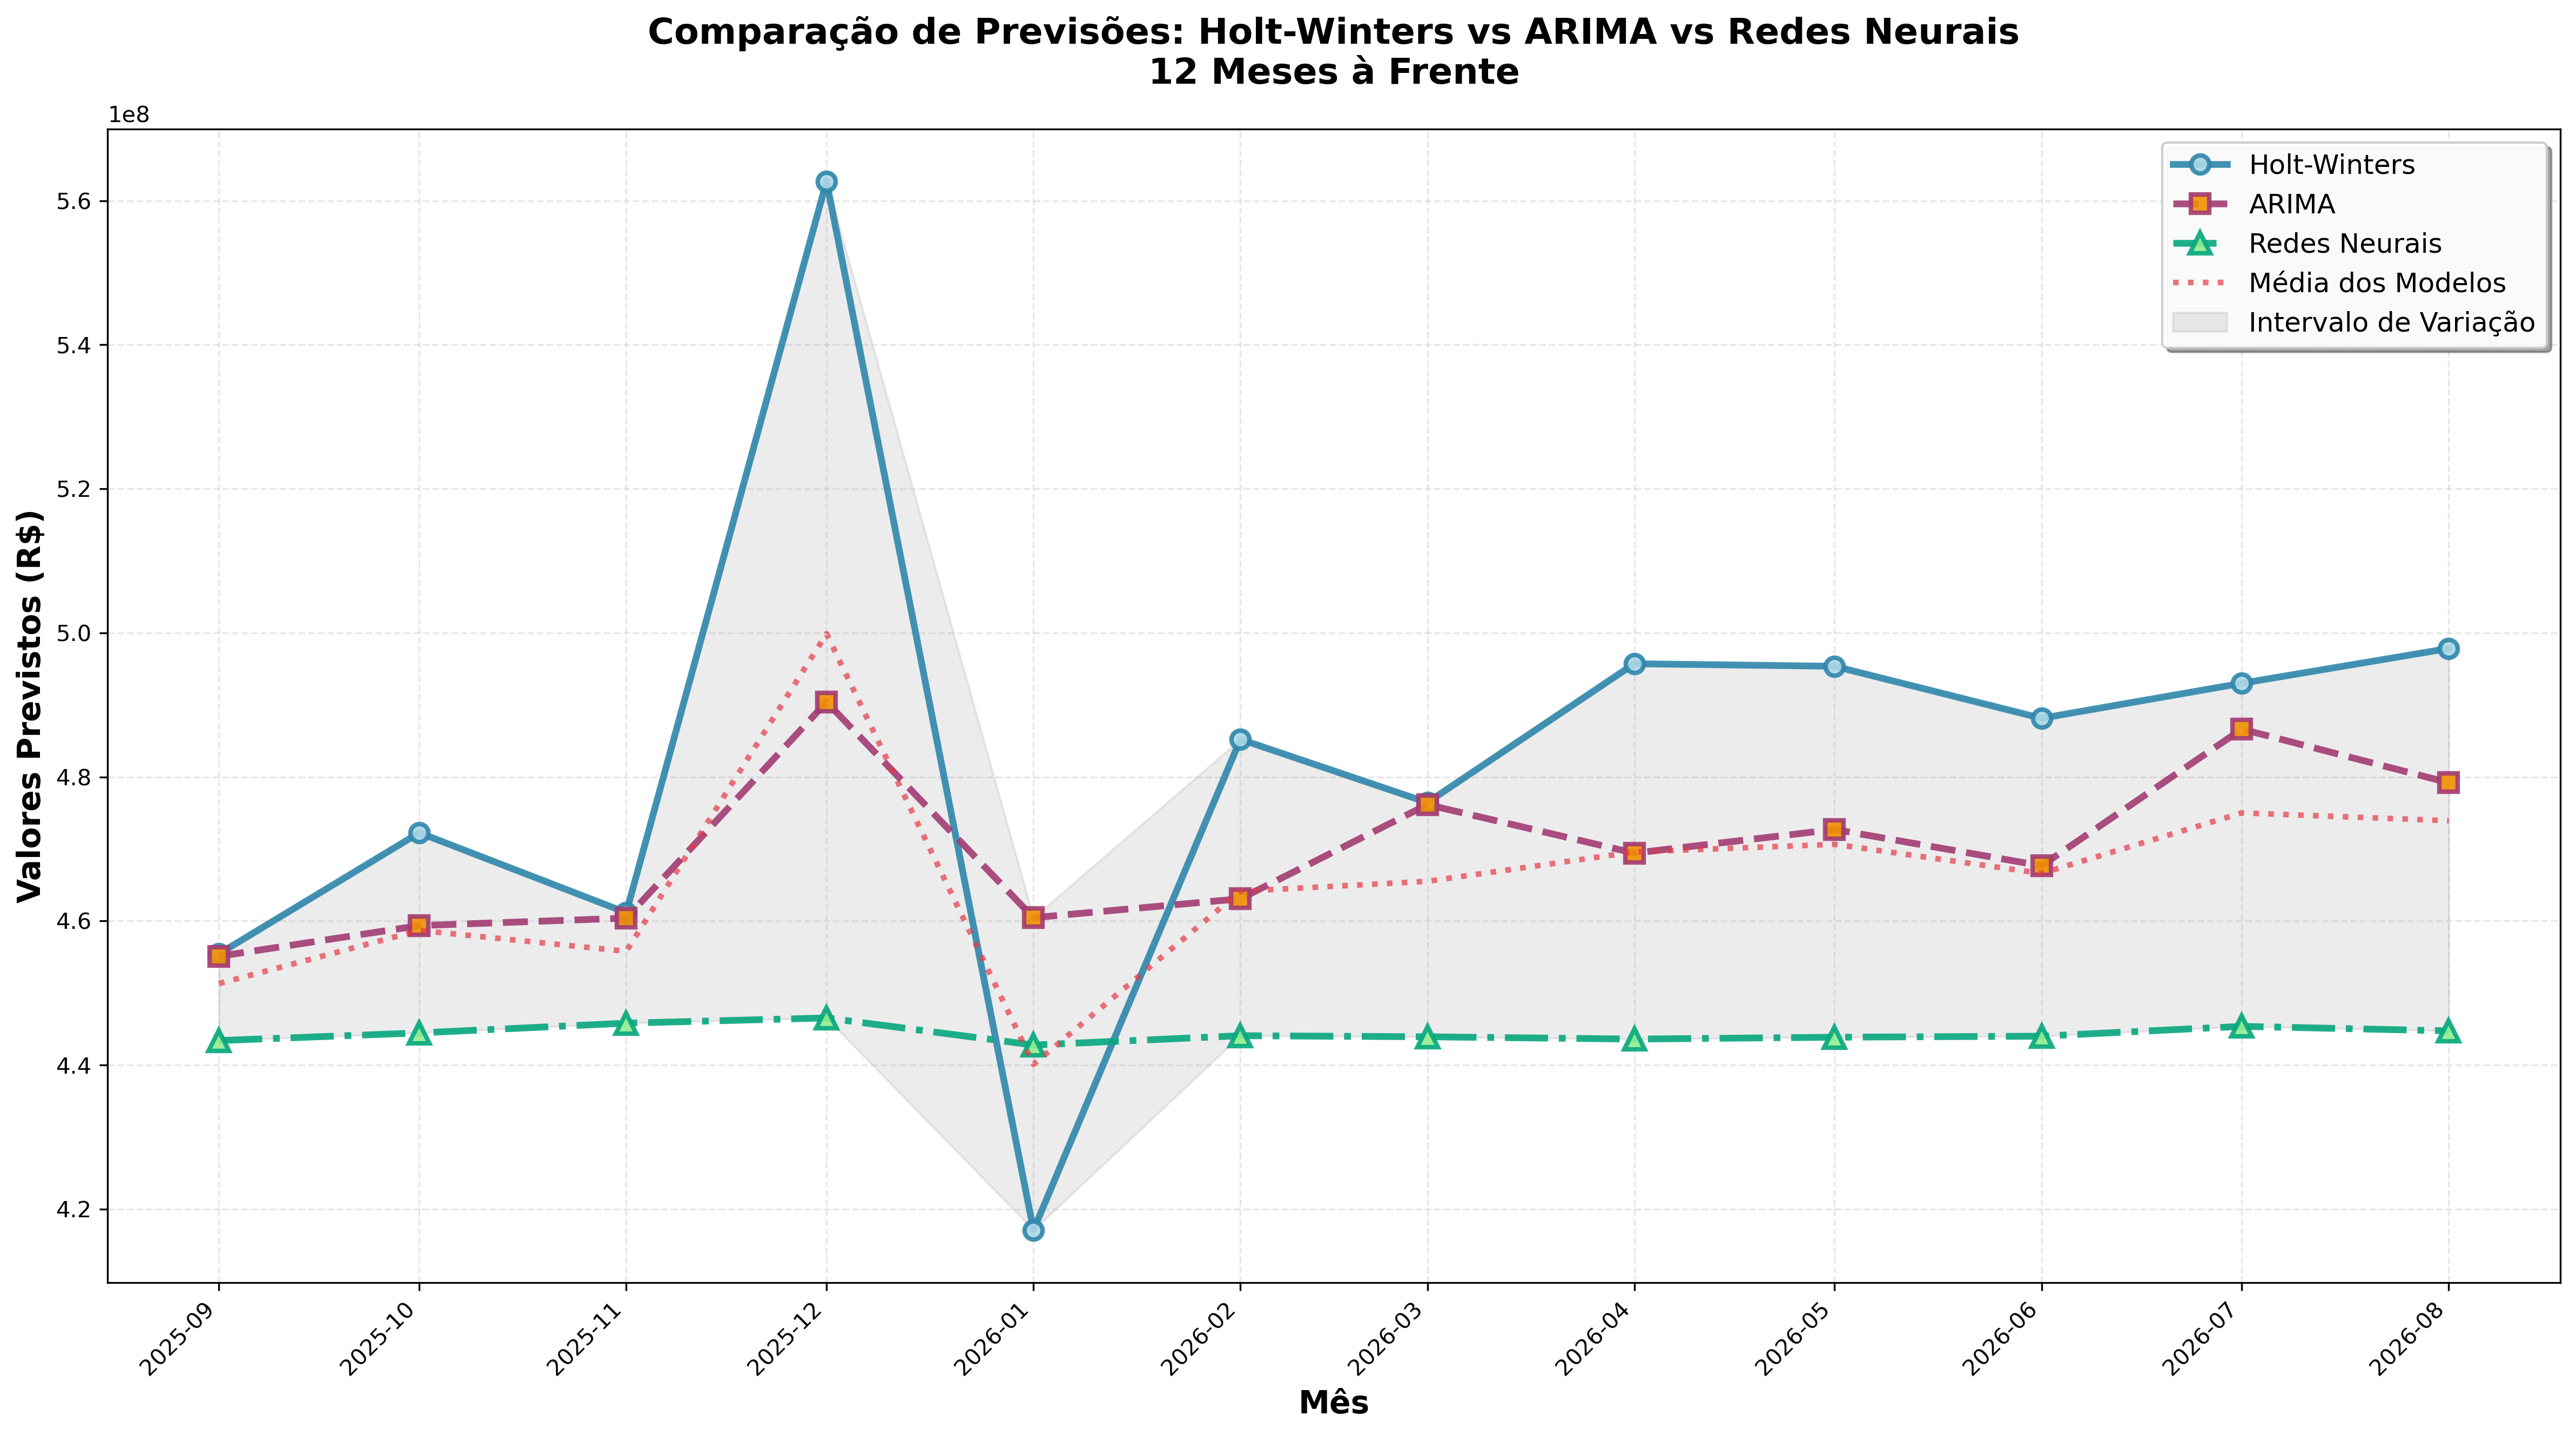 Comparação de Previsões: Holt-Winters vs ARIMA vs Redes Neurais
12 Meses à Frente
1e8
Holt-Winters
ARIMA
Redes Neurais
Média dos Modelos
Intervalo de Variação
5.6
5.4
5.2
5.0
4.8
4.6
4.4
4.2
Valores Previstos (R$)
2025-09
2025-10
2025-11
2025-12
2026-01
2026-02
2026-03
2026-04
2026-05
2026-06
2026-07
2026-08
Mês